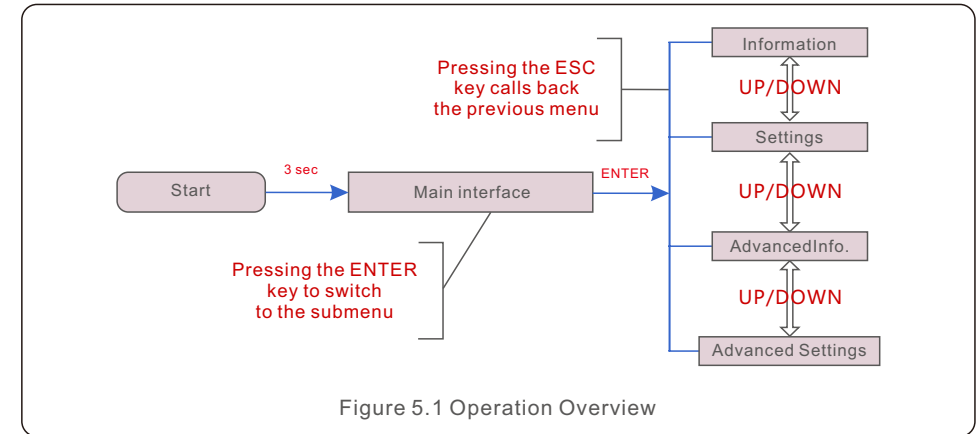 Information
Pressing the ESC
key calls back
the previous menu
UP/DOWN
Settings
3 sec
ENTER
Start
Main interface
UP/DOWN
AdvancedInfo.
Pressing the ENTER
key to switch
to the submenu
UP/DOWN
Advanced Settings
Figure 5.1 Operation Overview